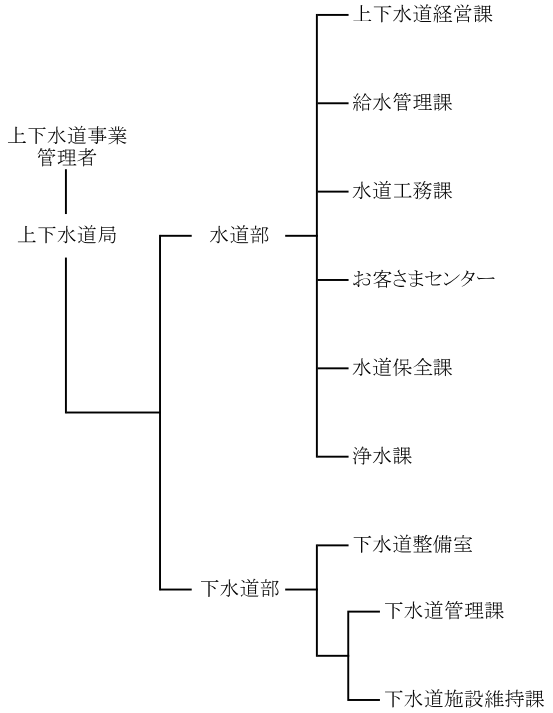 上下水道事業
管理者
上下水道局
水道部
上下水道経営課
給水管理課
水道工務課
お客さまセンター
水道保全課
浄水課
下水道部
下水道整備室
下水道管理課
下水道施設維持課